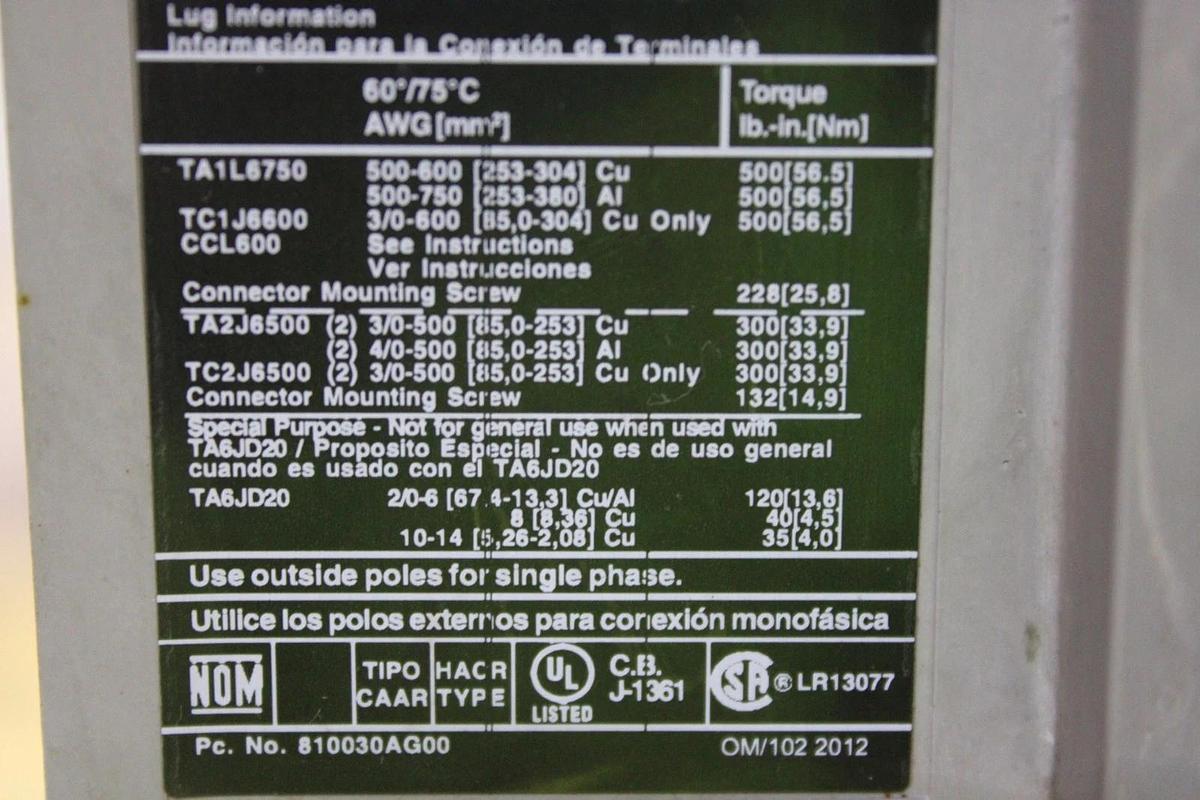 Lug Information
Información para la Conexión de Terminales
60°/75°C Torque
AWG[mm²] lb.-in.[Nm]
TA1L6750 500-600 [253-304] Cu 500[56.5]
500-750 [253-380] Al 500[56,5]
TC1J6600 3/0-600 [85,0-304] Cu Only 500[56,5]
CCL600 See Instructions
Ver Instrucciones
Connector Mounting Screw 228[25,8]
TA2J6500 (2) 3/0-500 [85,0-253] Cu 300[33,9]
(2) 4/0-500 [85,0-253] Al 300[33,9]
TC2J6500 (2) 3/0-500 [85,0-253] Cu Only 300[33,9]
Connector Mounting Screw 132[14,9]
Special Purpose - Not for general use when used with
TA6JD20 / Proposito Especial - No es de uso general
cuando es usado con el TA6JD20
TA6JD20 2/0-6 [67,4-13,3] Cu/Al 120[13,6]
8 [8,36] Cu 40[4,5]
10-14 [5,26-2,08] Cu 35[4,0]
Use outside poles for single phase.
Utilice los polos externos para conexión monofásica
NOM TIPO CAAR HACR TYPE UL LISTED C.B. J-1361 SA ® LR13077
Pc. No. 810030AG00 OM/102 2012